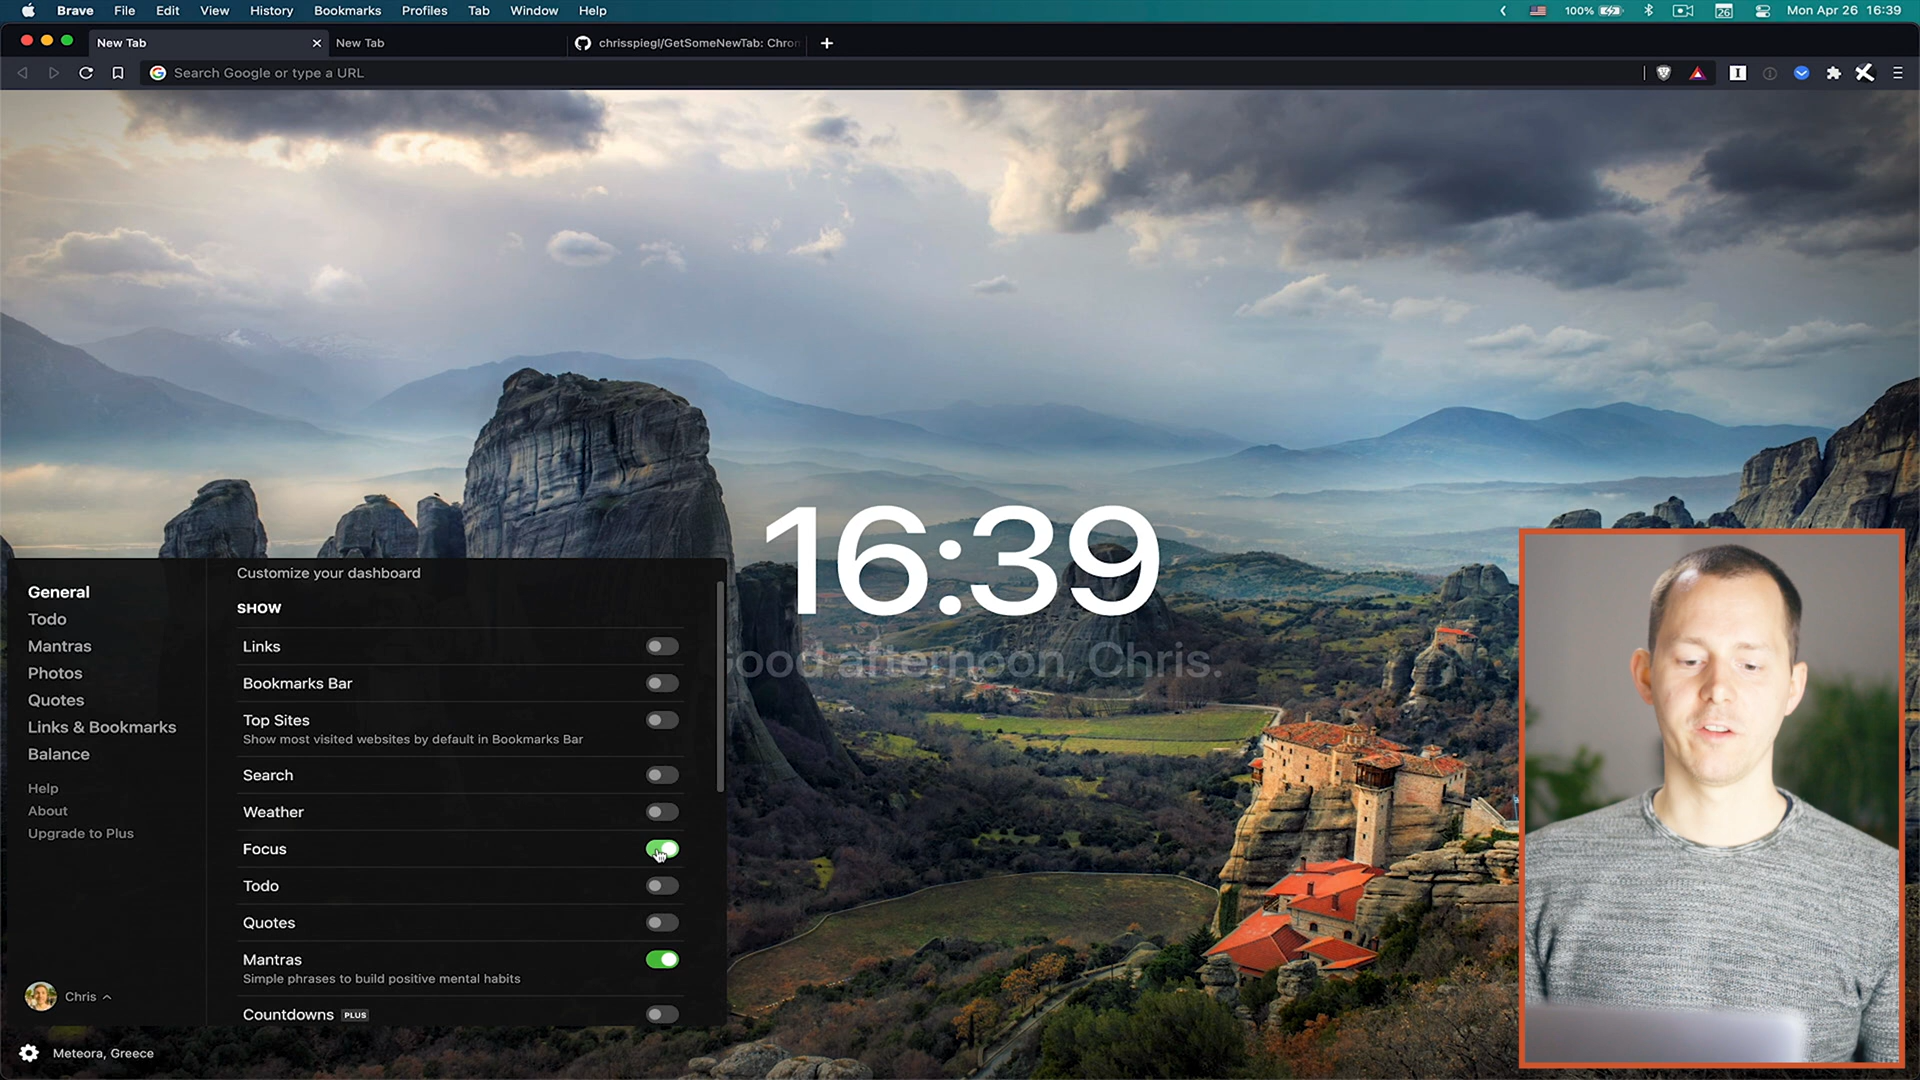 Brave File Edit View History Bookmarks Profiles Tab Window Help 100% 26 Mon Apr 26 16:39
New Tab New Tab chrisspiegl/GetSomeNewTab: Chrom
Search Google or type a URL
16:39
Good afternoon, Chris.
General
Todo
Mantras
Photos
Quotes
Links & Bookmarks
Balance
Help
About
Upgrade to Plus
Chris
Customize your dashboard
SHOW
Links
Bookmarks Bar
Top Sites
Show most visited websites by default in Bookmarks Bar
Search
Weather
Focus
Todo
Quotes
Mantras
Simple phrases to build positive mental habits
Countdowns PLUS
Meteora, Greece